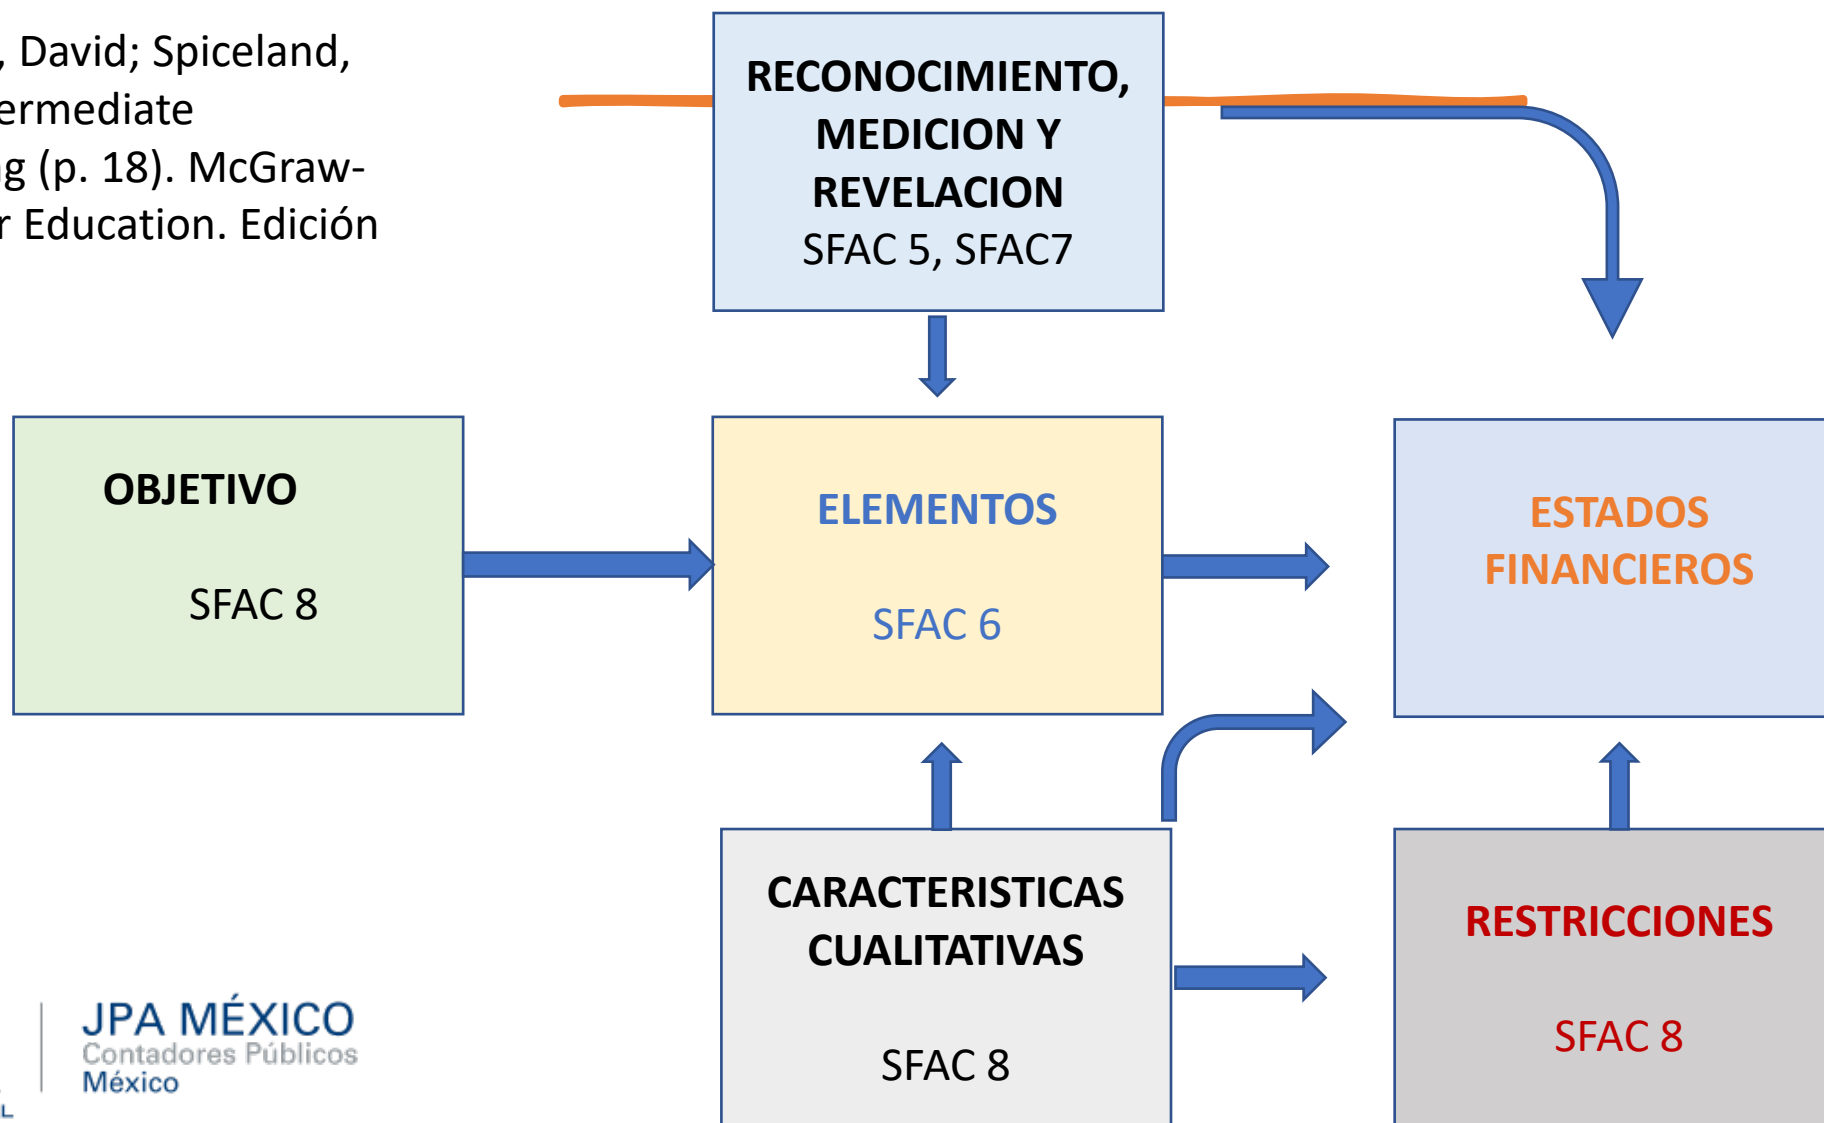 , David; Spiceland,
ermediate
g (p. 18). McGraw-
r Education. Edición
RECONOCIMIENTO,
MEDICION Y
REVELACION
SFAC 5, SFAC7
OBJETIVO
SFAC 8
ELEMENTOS
SFAC 6
ESTADOS
FINANCIEROS
CARACTERISTICAS
CUALITATIVAS
SFAC 8
RESTRICCIONES
SFAC 8
JPA MÉXICO
Contadores Públicos
México
L